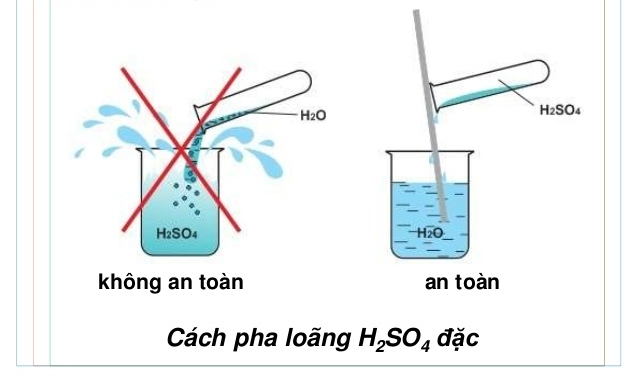 H2O
H2SO4
H2SO4
H2O
không an toàn
an toàn
Cách pha loãng H2SO4 đặc